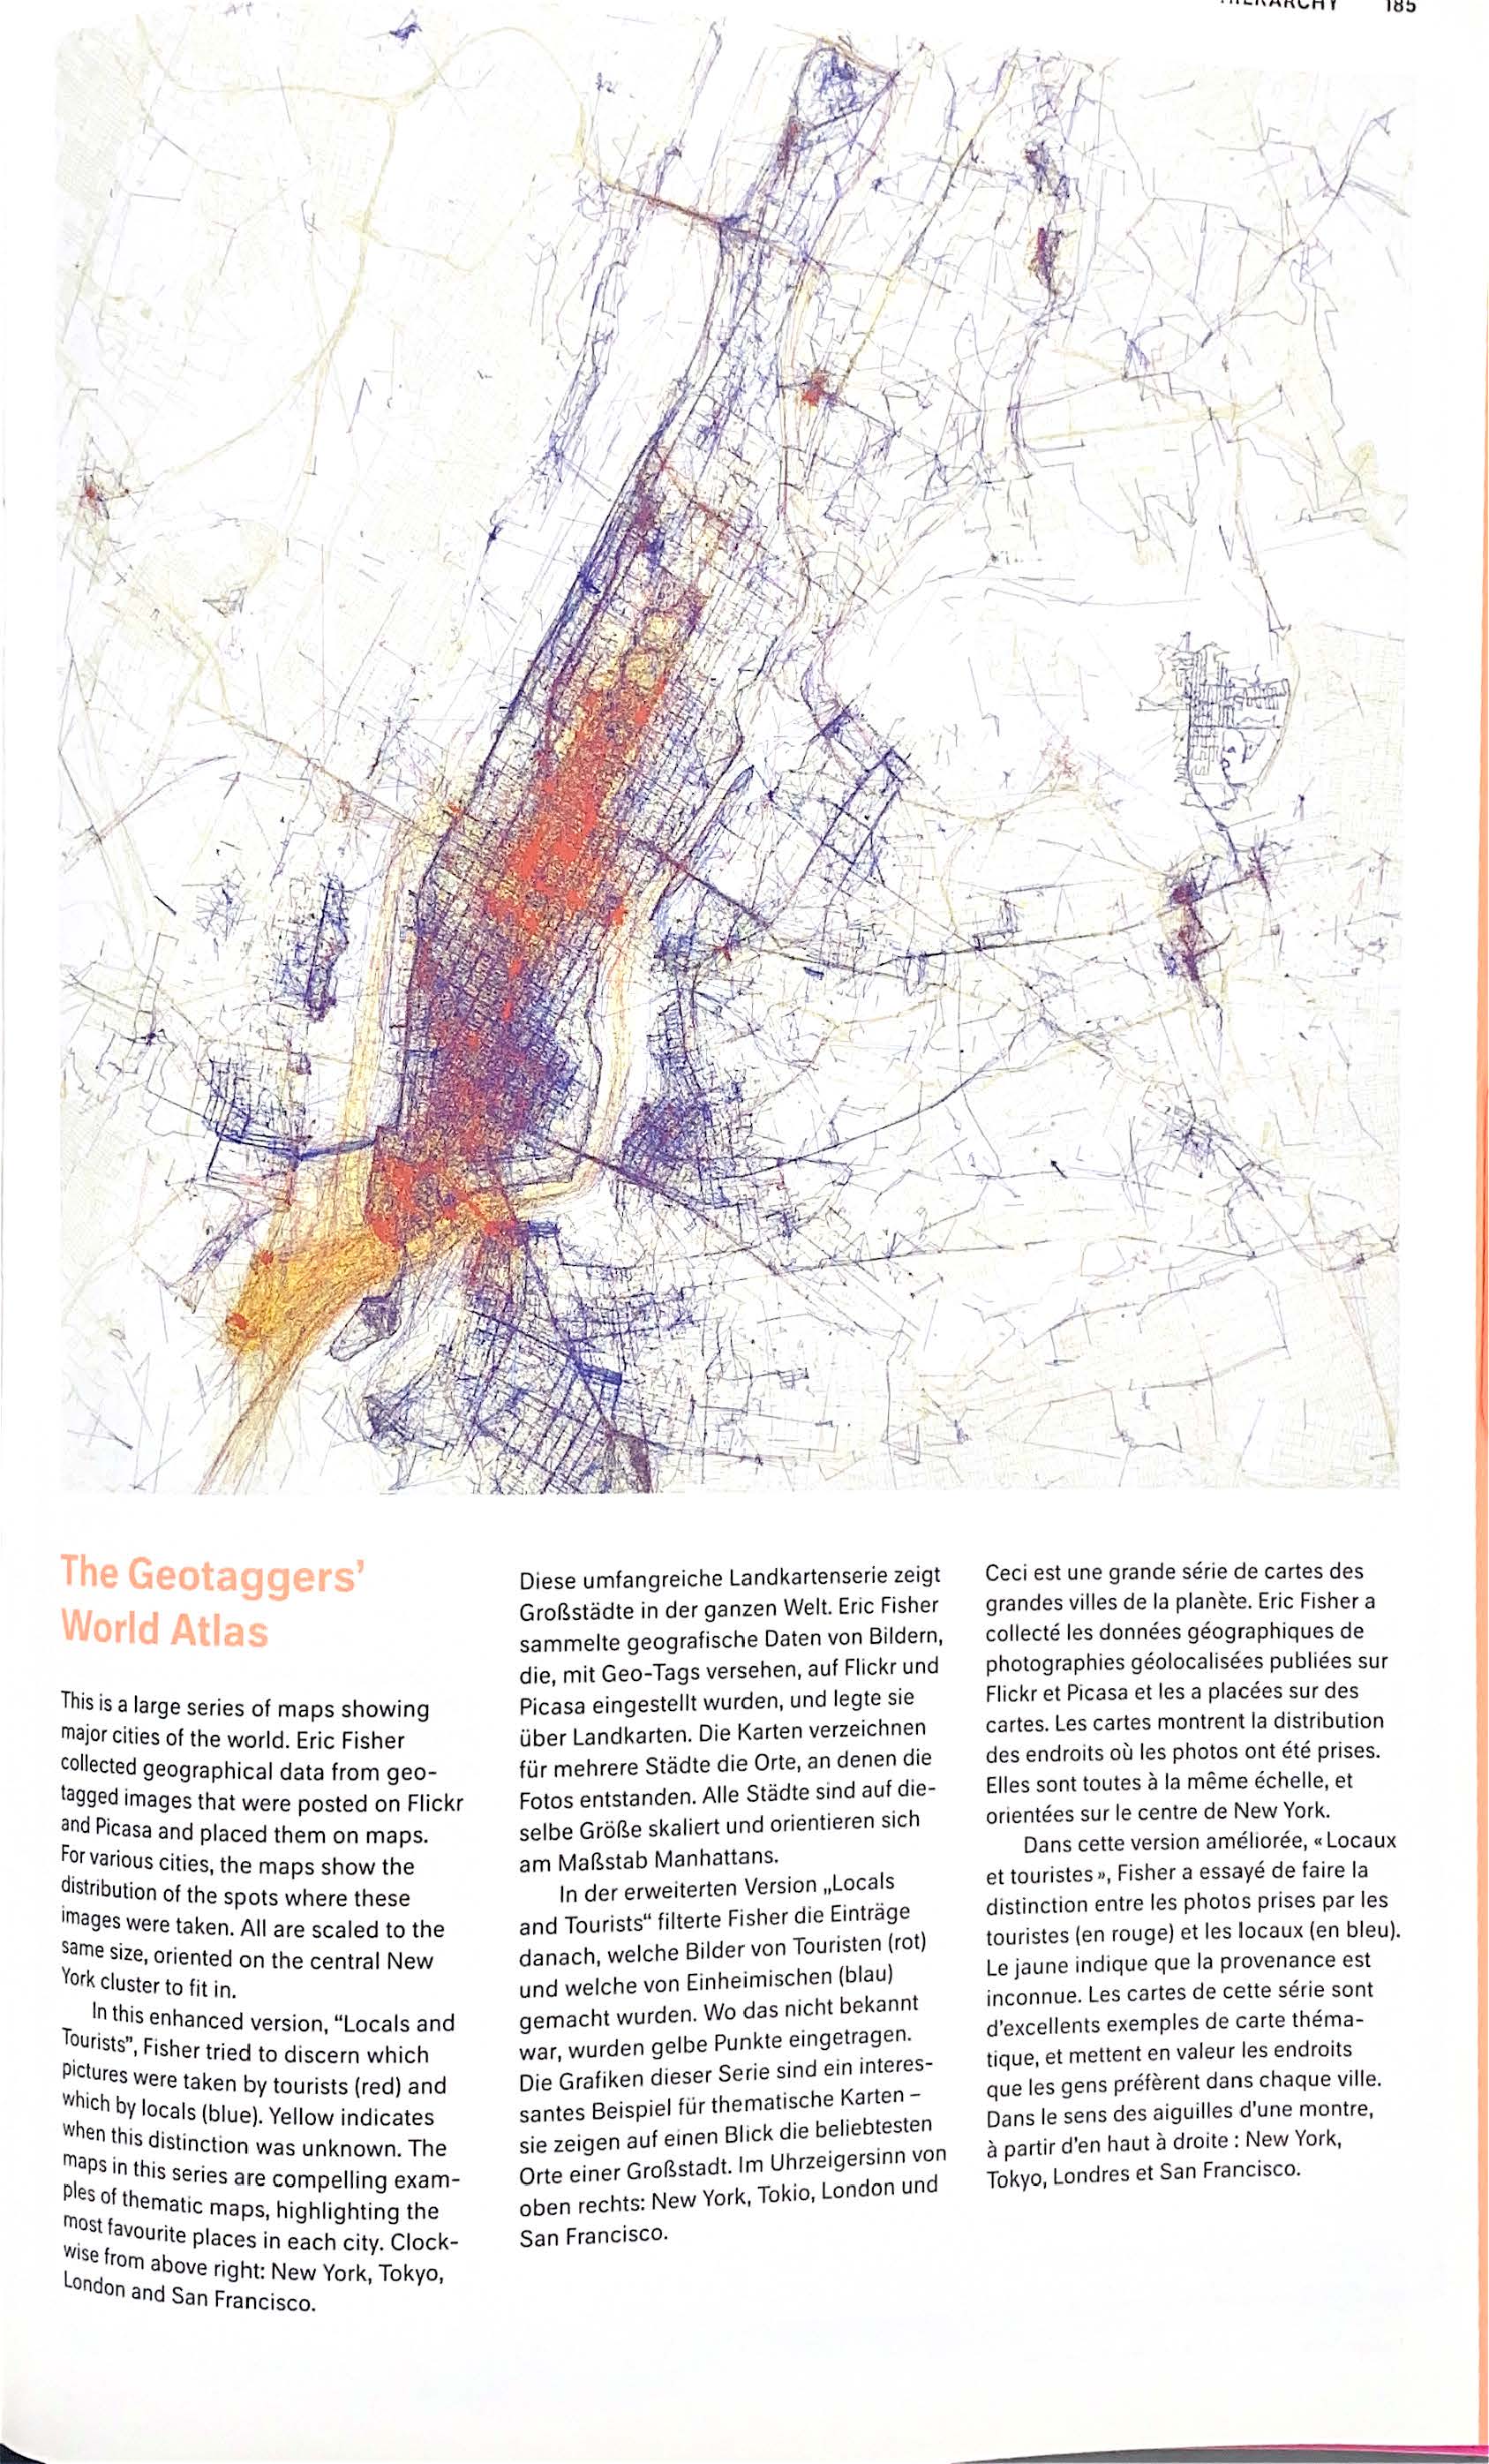 HIERARCHY 185
The Geotaggers’
World Atlas
This is a large series of maps showing
major cities of the world. Eric Fisher
collected geographical data from geo-
tagged images that were posted on Flickr
and Picasa and placed them on maps.
For various cities, the maps show the
distribution of the spots where these
images were taken. All are scaled to the
same size, oriented on the central New
York cluster to fit in.
In this enhanced version, “Locals and
Tourists”, Fisher tried to discern which
pictures were taken by tourists (red) and
which by locals (blue). Yellow indicates
when this distinction was unknown. The
maps in this series are compelling exam-
ples of thematic maps, highlighting the
most favourite places in each city. Clock-
wise from above right: New York, Tokyo,
London and San Francisco.
Diese umfangreiche Landkartenserie zeigt
Großstädte in der ganzen Welt. Eric Fisher
sammelte geografische Daten von Bildern,
die, mit Geo-Tags versehen, auf Flickr und
Picasa eingestellt wurden, und legte sie
über Landkarten. Die Karten verzeichnen
für mehrere Städte die Orte, an denen die
Fotos entstanden. Alle Städte sind auf die-
selbe Größe skaliert und orientieren sich
am Maßstab Manhattans.
In der erweiterten Version „Locals
and Tourists“ filterte Fisher die Einträge
danach, welche Bilder von Touristen (rot)
und welche von Einheimischen (blau)
gemacht wurden. Wo das nicht bekannt
war, wurden gelbe Punkte eingetragen.
Die Grafiken dieser Serie sind ein interes-
santes Beispiel für thematische Karten –
sie zeigen auf einen Blick die beliebtesten
Orte einer Großstadt. Im Uhrzeigersinn von
oben rechts: New York, Tokio, London und
San Francisco.
Ceci est une grande série de cartes des
grandes villes de la planète. Eric Fisher a
collecté les données géographiques de
photographies géolocalisées publiées sur
Flickr et Picasa et les a placées sur des
cartes. Les cartes montrent la distribution
des endroits où les photos ont été prises.
Elles sont toutes à la même échelle, et
orientées sur le centre de New York.
Dans cette version améliorée, « Locaux
et touristes », Fisher a essayé de faire la
distinction entre les photos prises par les
touristes (en rouge) et les locaux (en bleu).
Le jaune indique que la provenance est
inconnue. Les cartes de cette série sont
d’excellents exemples de carte théma-
tique, et mettent en valeur les endroits
que les gens préfèrent dans chaque ville.
Dans le sens des aiguilles d’une montre,
à partir d’en haut à droite : New York,
Tokyo, Londres et San Francisco.